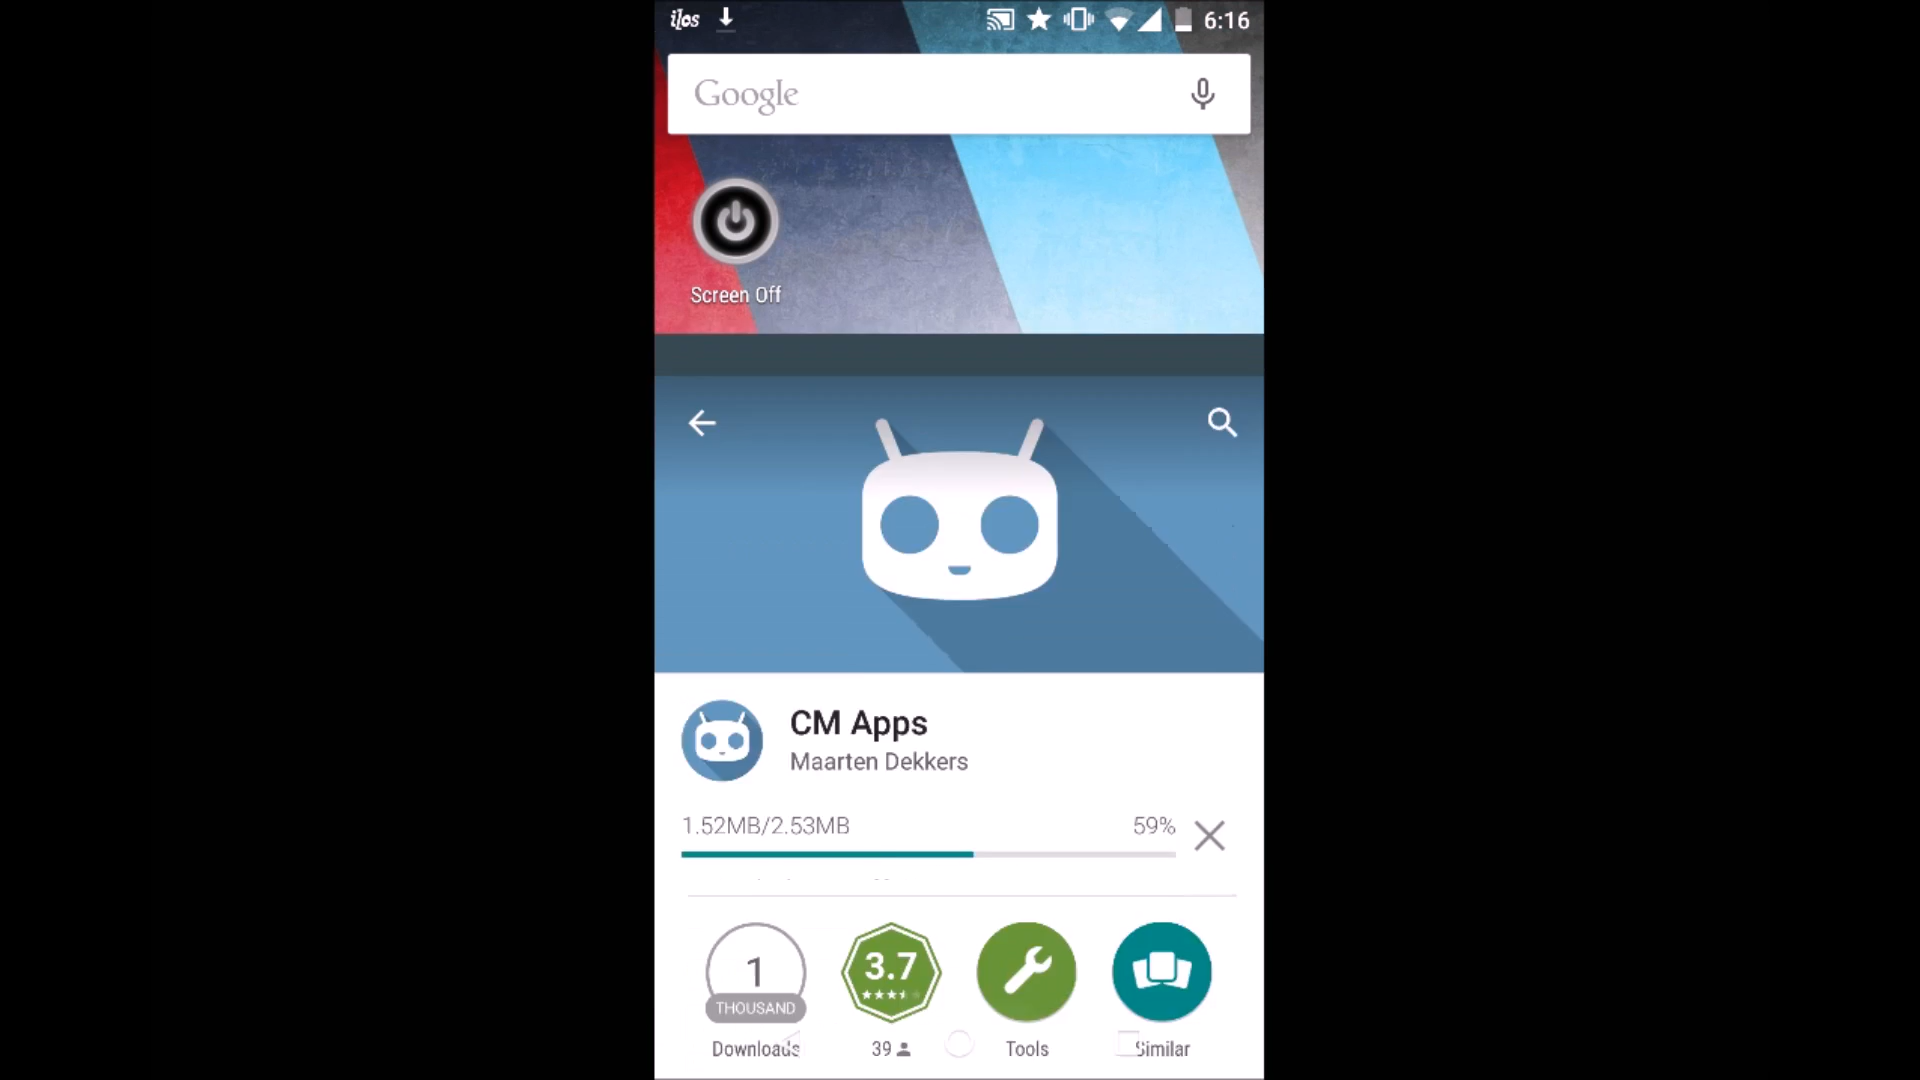 ilos
6:16
Google
Screen Off
CM Apps
Maarten Dekkers
1.52MB/2.53MB
59%
1
THOUSAND
Downloads
3.7
39
Tools
Similar